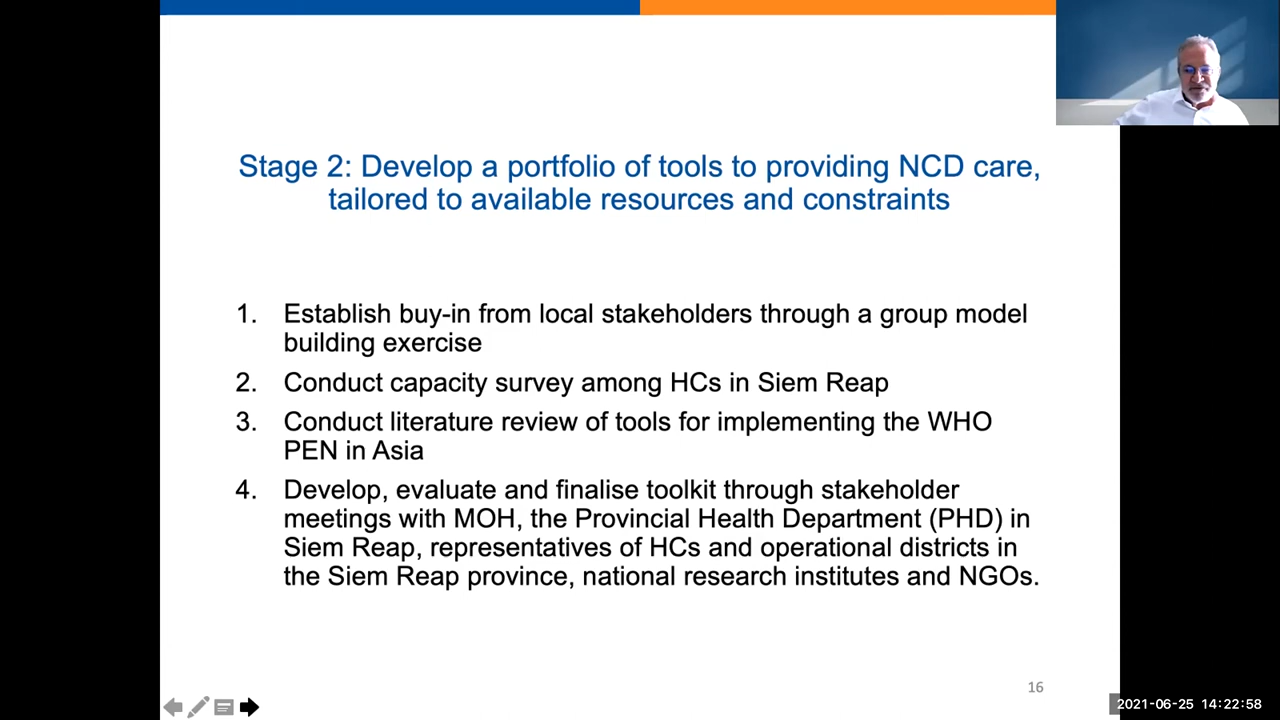 Stage 2: Develop a portfolio of tools to providing NCD care,
tailored to available resources and constraints
1. Establish buy-in from local stakeholders through a group model
building exercise
2. Conduct capacity survey among HCs in Siem Reap
3. Conduct literature review of tools for implementing the WHO
PEN in Asia
4. Develop, evaluate and finalise toolkit through stakeholder
meetings with MOH, the Provincial Health Department (PHD) in
Siem Reap, representatives of HCs and operational districts in
the Siem Reap province, national research institutes and NGOs.
16
2021-06-25 14:22:58